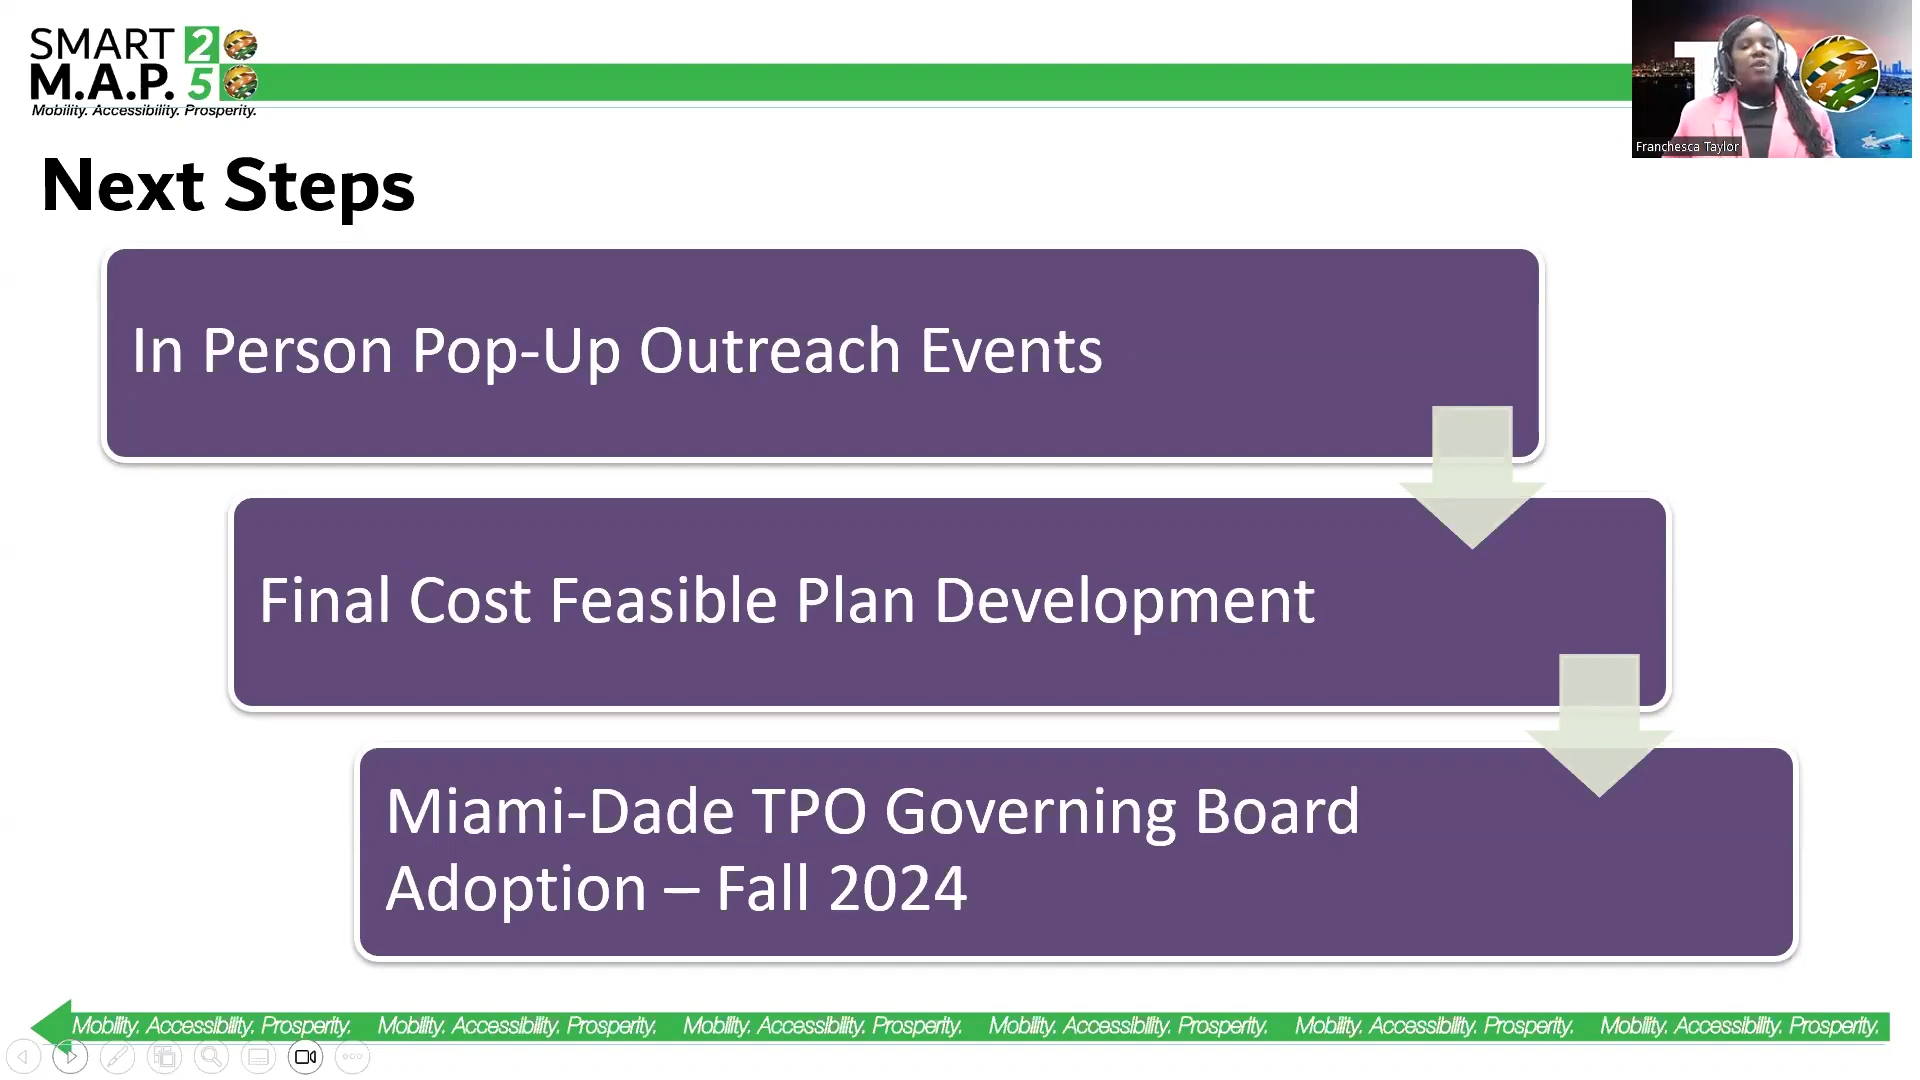 SMART 20
M.A.P. 50
Mobility. Accessibility. Prosperity.
Franchesca Taylor
Next Steps
In Person Pop-Up Outreach Events
Final Cost Feasible Plan Development
Miami-Dade TPO Governing Board
Adoption – Fall 2024
Mobility. Accessibility. Prosperity. Mobility. Accessibility. Prosperity. Mobility. Accessibility. Prosperity. Mobility. Accessibility. Prosperity. Mobility. Accessibility. Prosperity. Mobility. Accessibility. Prosperity.